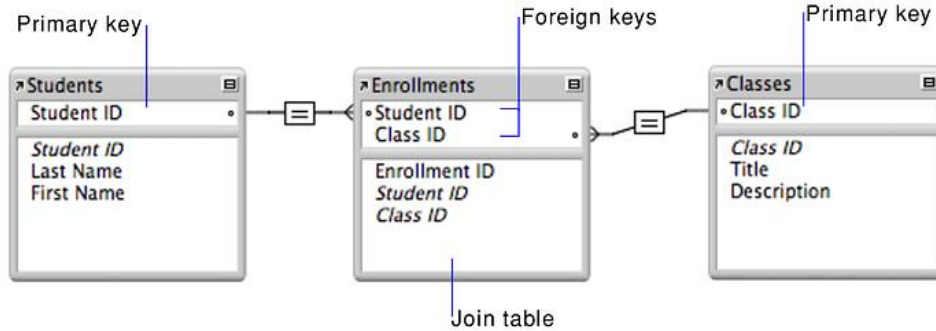 Primary key
Foreign keys
Primary key
Students
Student ID
Student ID
Last Name
First Name
Enrollments
Student ID
Class ID
Enrollment ID
Student ID
Class ID
Classes
Class ID
Class ID
Title
Description
Join table